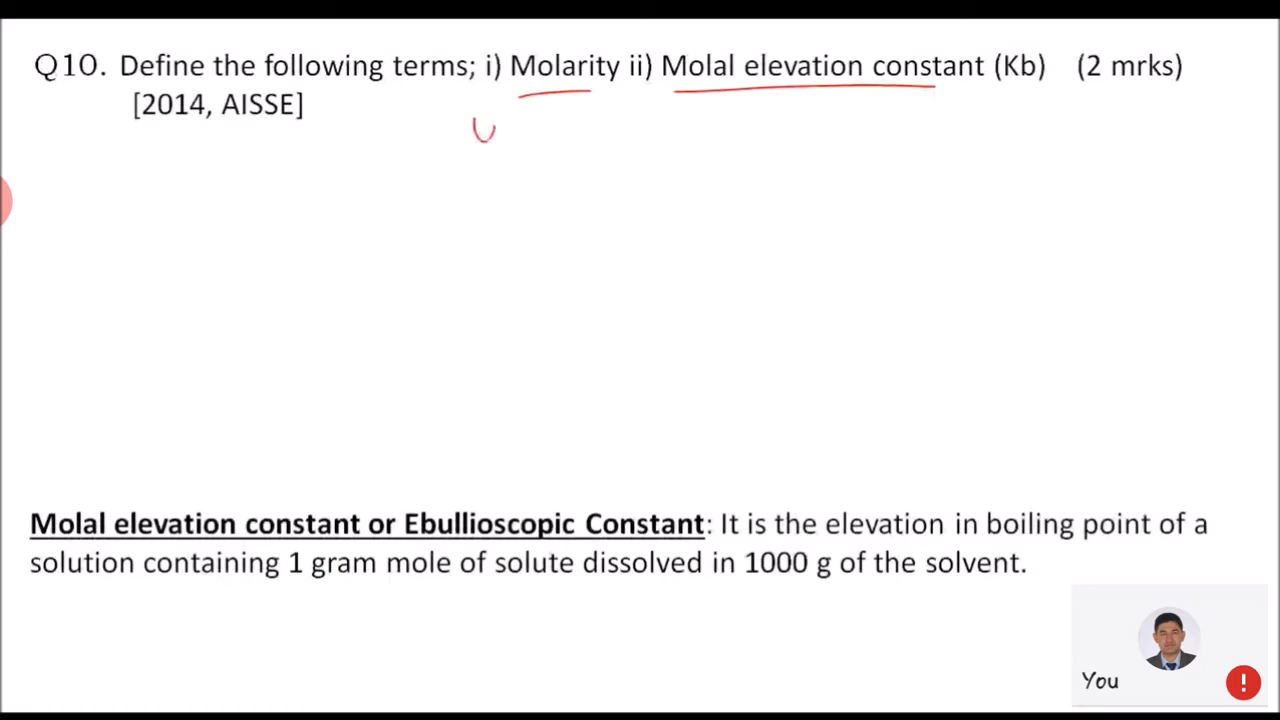 Q10. Define the following terms; i) Molarity ii) Molal elevation constant (Kb) (2 mrks)
[2014, AISSE]
Molal elevation constant or Ebullioscopic Constant: It is the elevation in boiling point of a
solution containing 1 gram mole of solute dissolved in 1000 g of the solvent.
You